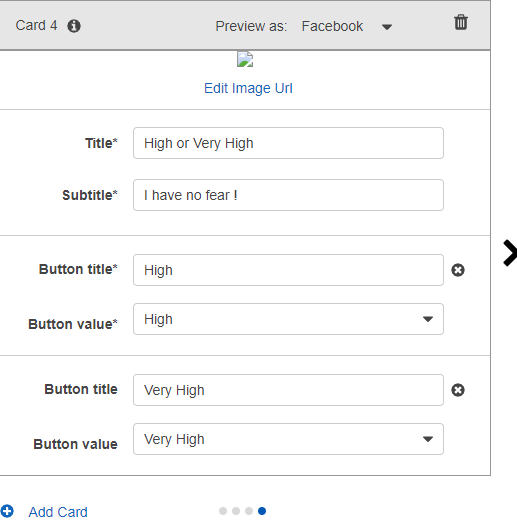 Card 4 Preview as: Facebook
Edit Image Url
Title* High or Very High
Subtitle* I have no fear !
Button title* High
Button value* High
Button title Very High
Button value Very High
Add Card